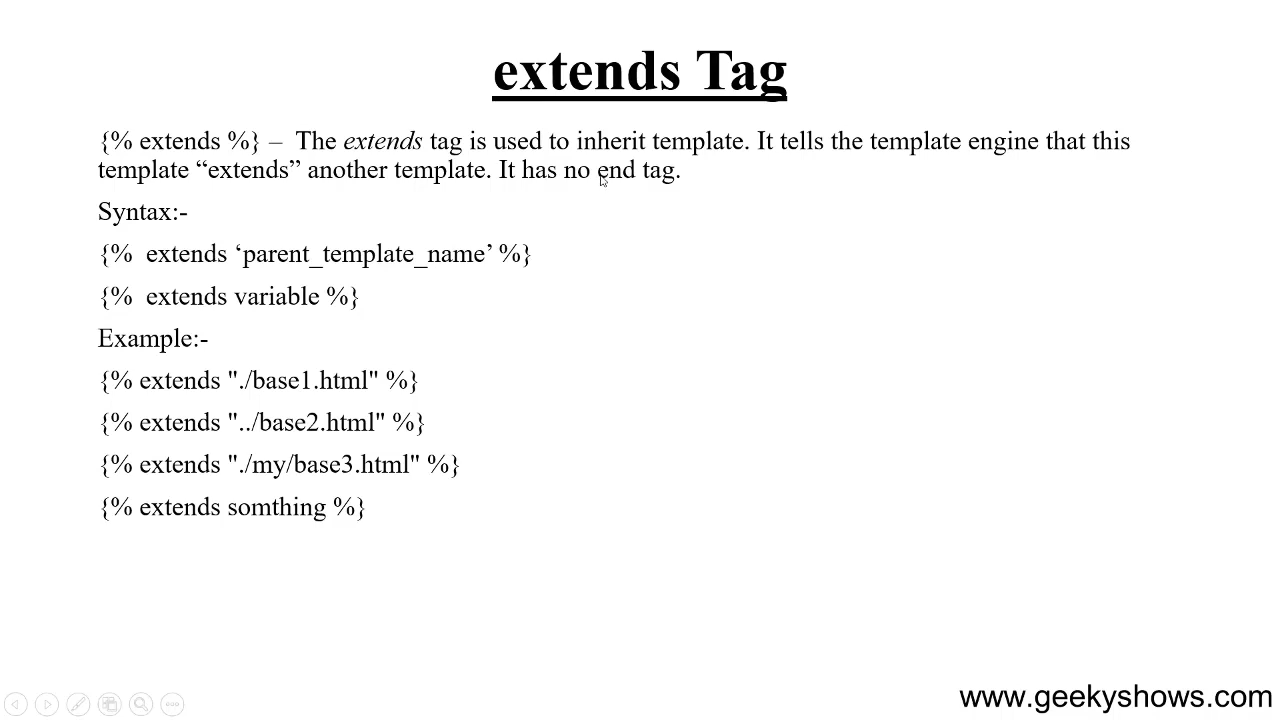 extends Tag
{% extends %} – The extends tag is used to inherit template. It tells the template engine that this
template “extends” another template. It has no end tag.
Syntax:-
{%  extends ‘parent_template_name’ %}
{%  extends variable %}
Example:-
{% extends "./base1.html" %}
{% extends "../base2.html" %}
{% extends "./my/base3.html" %}
{% extends somthing %}
www.geekyshows.com